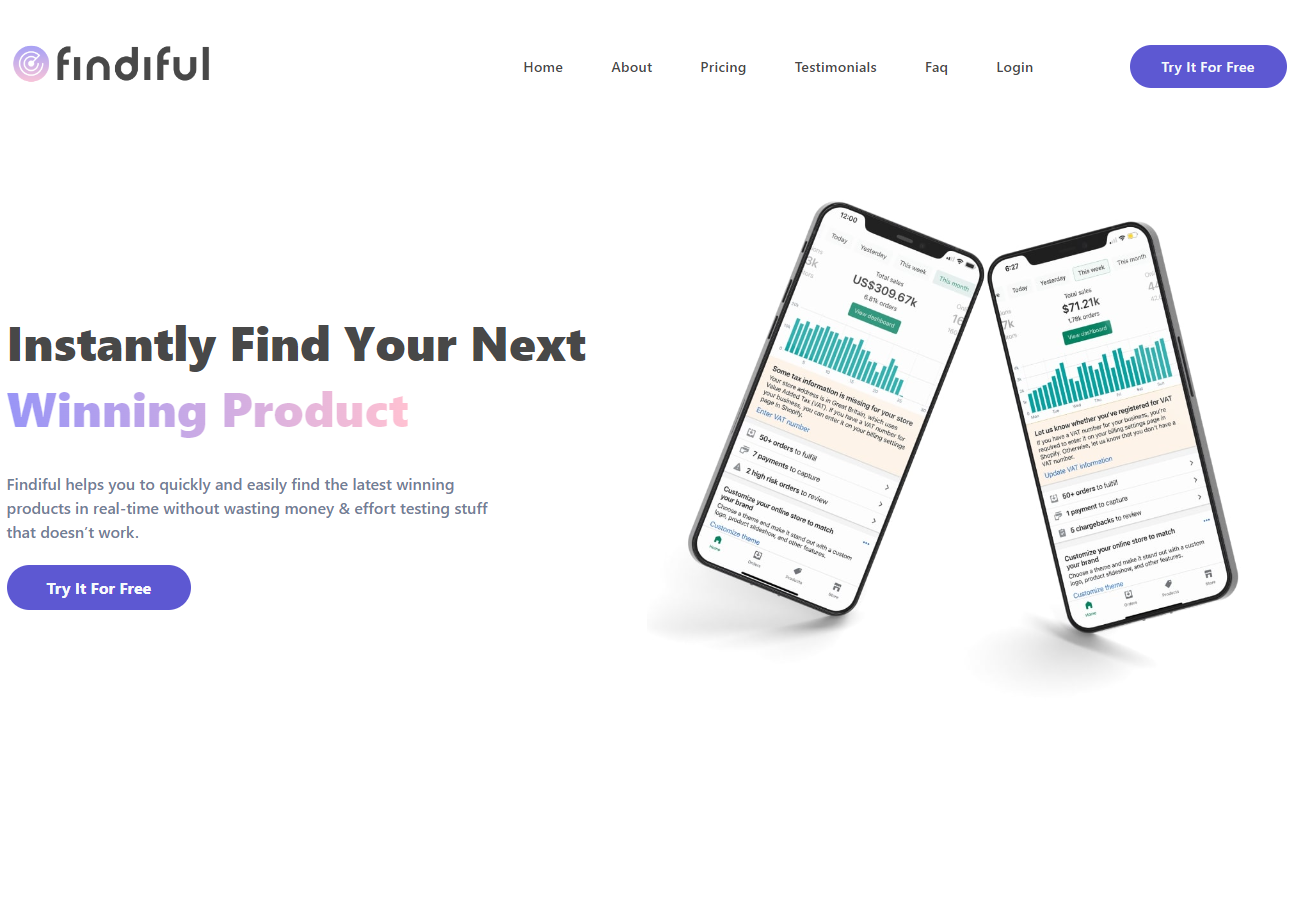 findiful
Home About Pricing Testimonials Faq Login
Try It For Free
Instantly Find Your Next
Winning Product
Findiful helps you to quickly and easily find the latest winning
products in real-time without wasting money & effort testing stuff
that doesn’t work.
Try It For Free
12:00
Today Yesterday This week This month
Total sales
US$309.67k
6.81k orders
View dashboard
Some tax information is missing for your store
Your store address is in Great Britain, which uses
Value Added Tax (VAT). If you have a VAT number for
your business, you can enter it on your billing settings
page in Shopify.
Enter VAT number
50+ orders to fulfill
7 payments to capture
2 high risk orders to review
Customize your online store to match
your brand
Choose a theme and make it stand out with a custom
logo, product slideshow, and other features.
Customize theme
Home Orders Products Store
6:27
Today Yesterday This week This month
Total sales
$71.21k
1.78k orders
View dashboard
Let us know whether you've registered for VAT
If you have a VAT number for your business, you're
required to enter it on your billing settings page in
Shopify. Otherwise, let us know that you don't have a
VAT number.
Update VAT information
50+ orders to fulfill
1 payment to capture
5 chargebacks to review
Customize your online store to match
your brand
Choose a theme and make it stand out with a custom
logo, product slideshow, and other features.
Customize theme
Home Orders Products Store